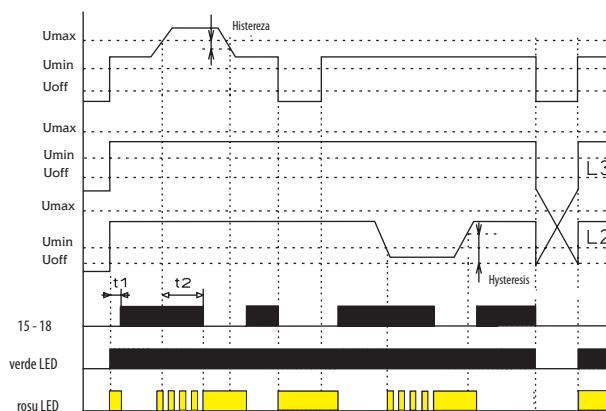 Histereza
Umax
Umin
Uoff
Umax
Umin
Uoff
L3
Umax
L2
Umin
Uoff
Hysteresis
t1
t2
15 - 18
verde LED
rosu LED